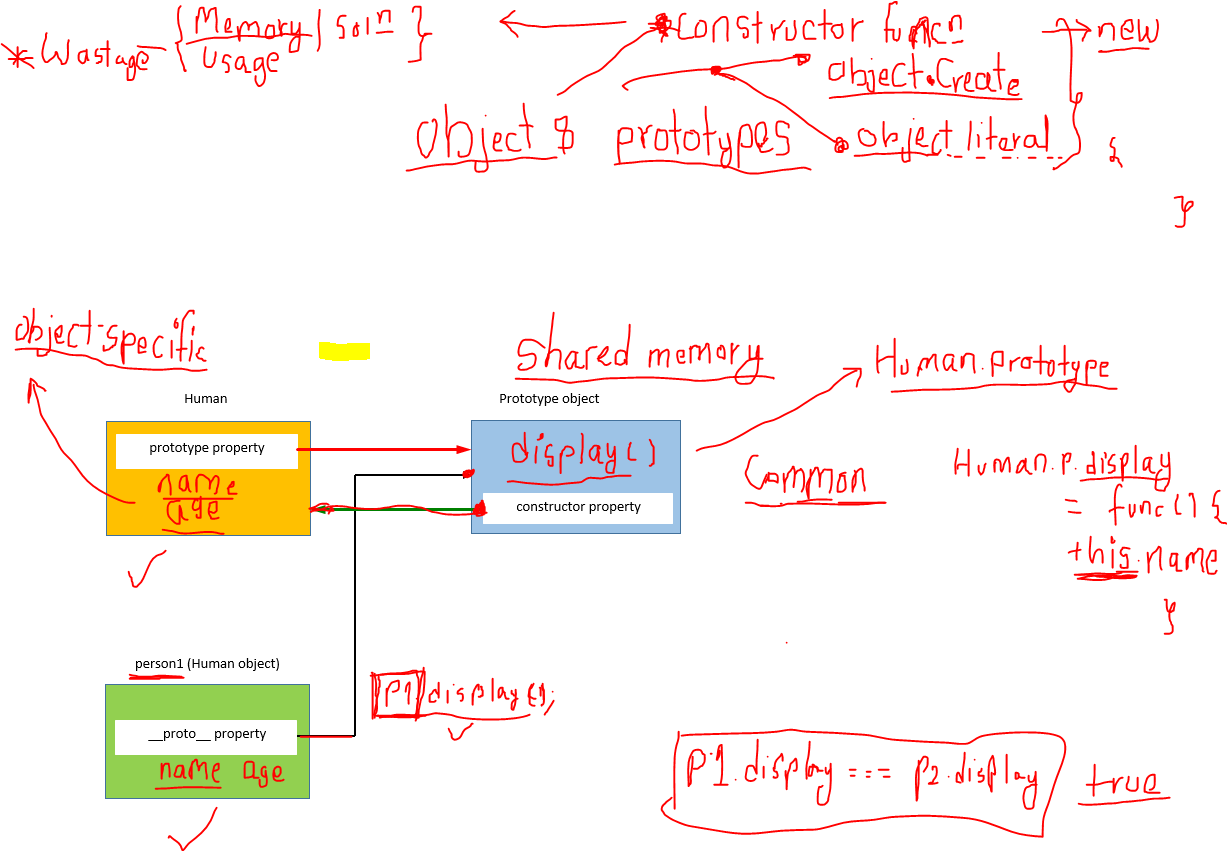 * Wastage - { Memory Usage | Solⁿ }
* Constructor funcn → new
Object.Create
Object & prototypes
object literal
{
}
object-specific
Shared memory
Human.prototype
Human
Prototype object
prototype property
name
age
display()
constructor property
Common
Human.p.display
= func() {
this.name
}
person1 (Human object)
__proto__ property
name age
P1 display();
P1.display === P2.display
true